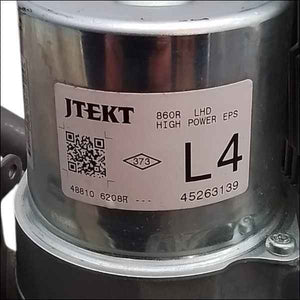 JTEKT
860R LHD
HIGH POWER EPS
373
L4
48810 6208R ---
45263139